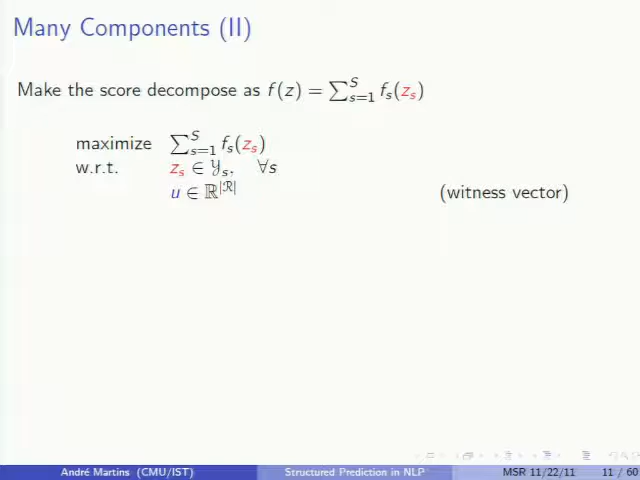 Many Components (II)
Make the score decompose as f(z) = ∑_{s=1}^{S} f_s(z_s)
maximize ∑_{s=1}^{S} f_s(z_s)
w.r.t. z_s ∈ 𝒴_s, ∀s
u ∈ ℝ^{|ℛ|} (witness vector)
André Martins (CMU/IST) Structured Prediction in NLP MSR 11/22/11 11 / 60